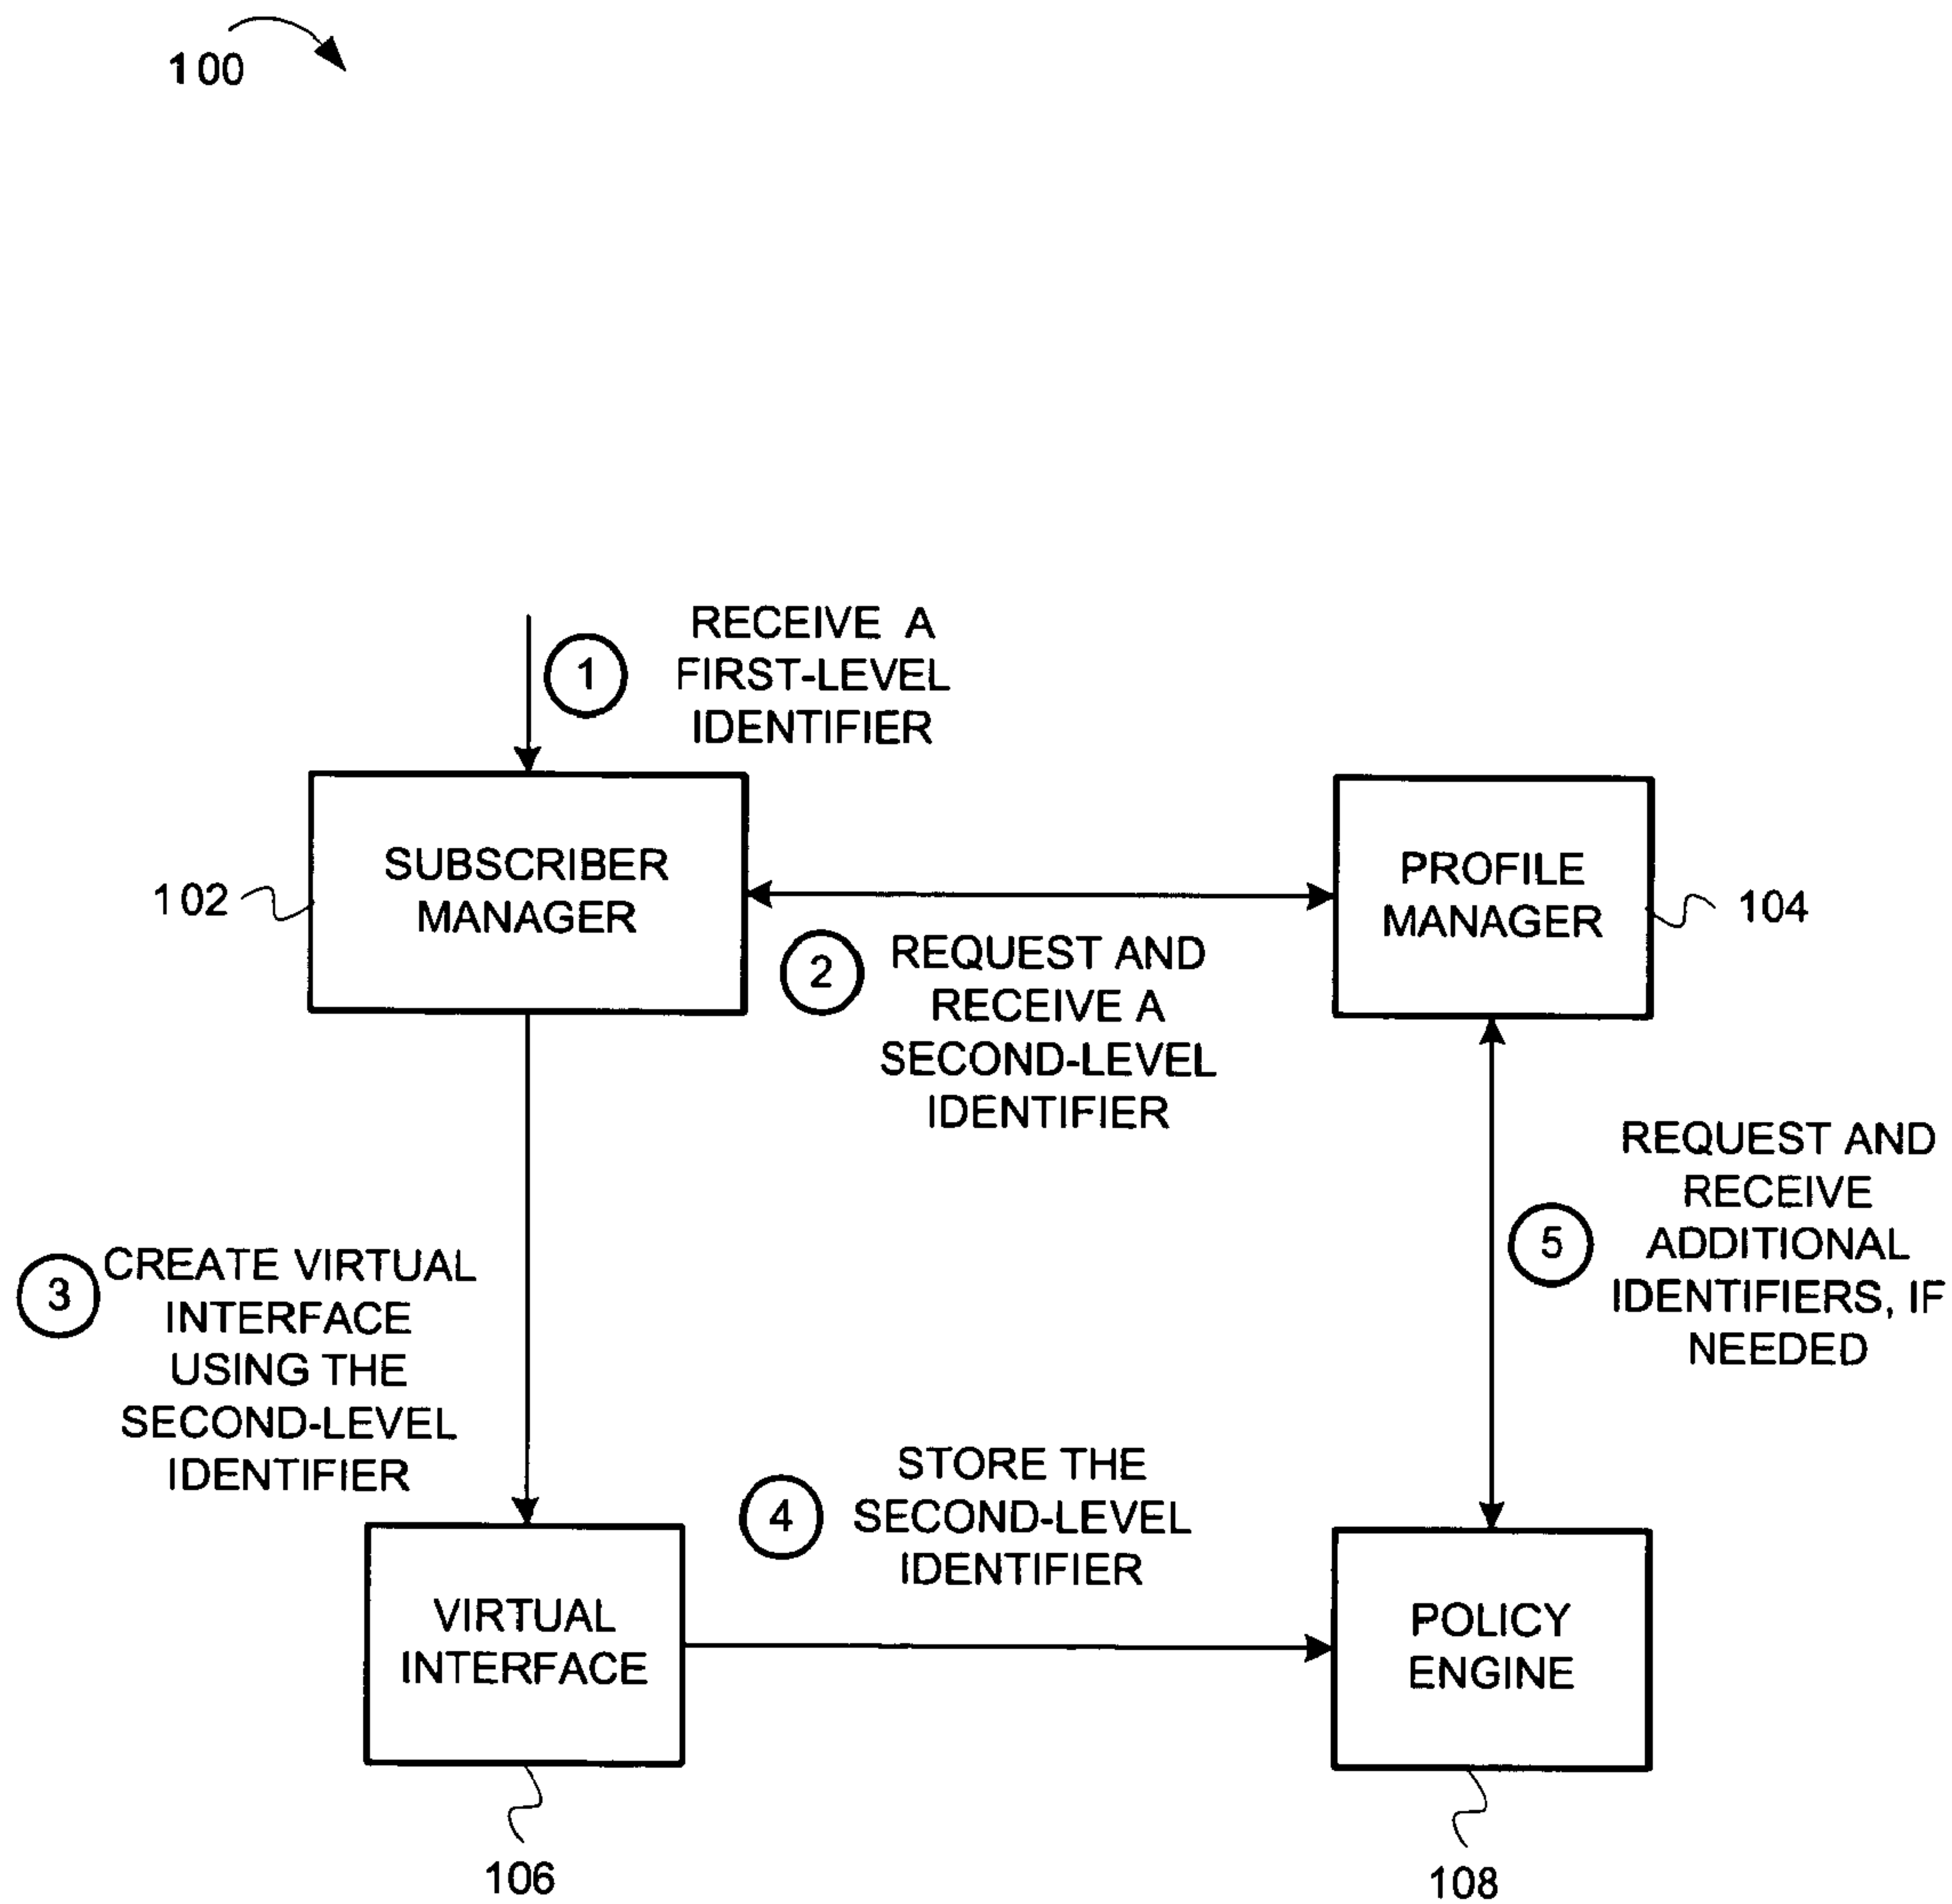 100
1
RECEIVE A
FIRST-LEVEL
IDENTIFIER
SUBSCRIBER
MANAGER
102
PROFILE
MANAGER
104
2
REQUEST AND
RECEIVE A
SECOND-LEVEL
IDENTIFIER
3
CREATE VIRTUAL
INTERFACE
USING THE
SECOND-LEVEL
IDENTIFIER
5
REQUEST AND
RECEIVE
ADDITIONAL
IDENTIFIERS, IF
NEEDED
4
STORE THE
SECOND-LEVEL
IDENTIFIER
VIRTUAL
INTERFACE
106
POLICY
ENGINE
108